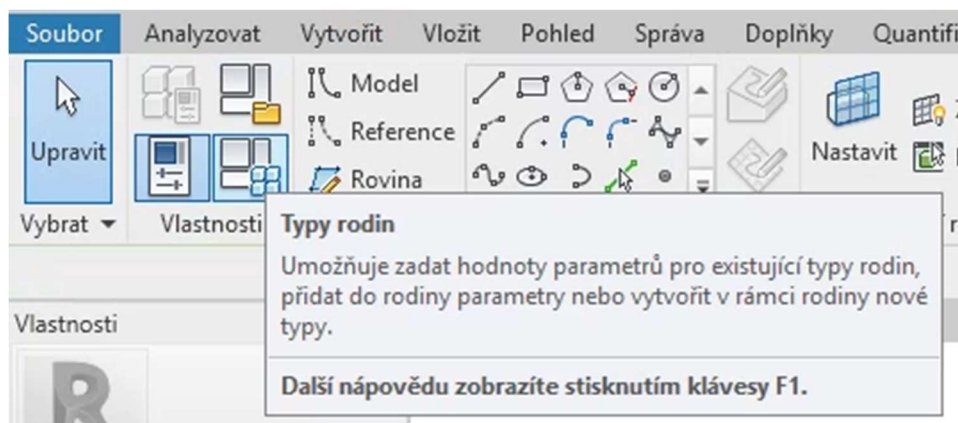 Soubor Analyzovat Vytvořit Vložit Pohled Správa Doplňky
Model
Reference
Upravit
Nastavit
Rovina
Vybrat Vlastnosti
Typy rodin
Umožňuje zadat hodnoty parametrů pro existující typy rodin,
přidat do rodiny parametry nebo vytvořit v rámci rodiny nové
typy.
Vlastnosti
Další nápovědu zobrazíte stisknutím klávesy F1.
R